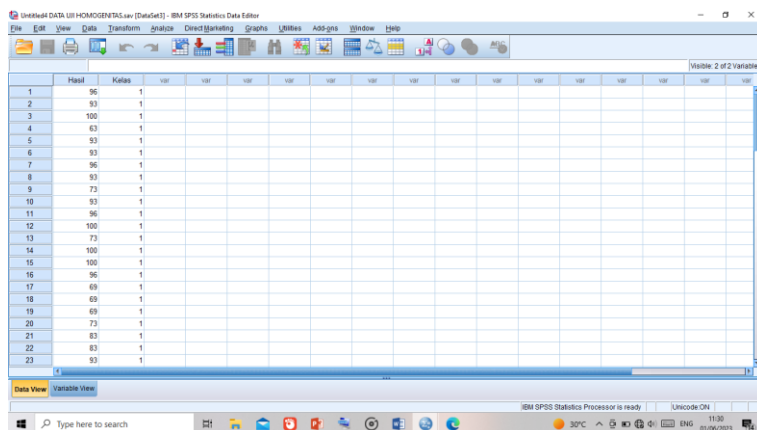 Untitled4 DATA UJI HOMOGENITAS.sav [DataSet3] - IBM SPSS Statistics Data Editor
File Edit View Data Transform Analyze Direct Marketing Graphs Utilities Add-ons Window Help
Visible: 2 of 2 Variables
Hasil Kelas var var var var var var var var var var var var var
1 96 1
2 93 1
3 100 1
4 63 1
5 93 1
6 93 1
7 96 1
8 93 1
9 73 1
10 93 1
11 96 1
12 100 1
13 73 1
14 100 1
15 100 1
16 96 1
17 69 1
18 69 1
19 69 1
20 73 1
21 83 1
22 83 1
23 93 1
Data View Variable View
IBM SPSS Statistics Processor is ready Unicode:ON
Type here to search 30°C ENG 11:30
01/06/2023